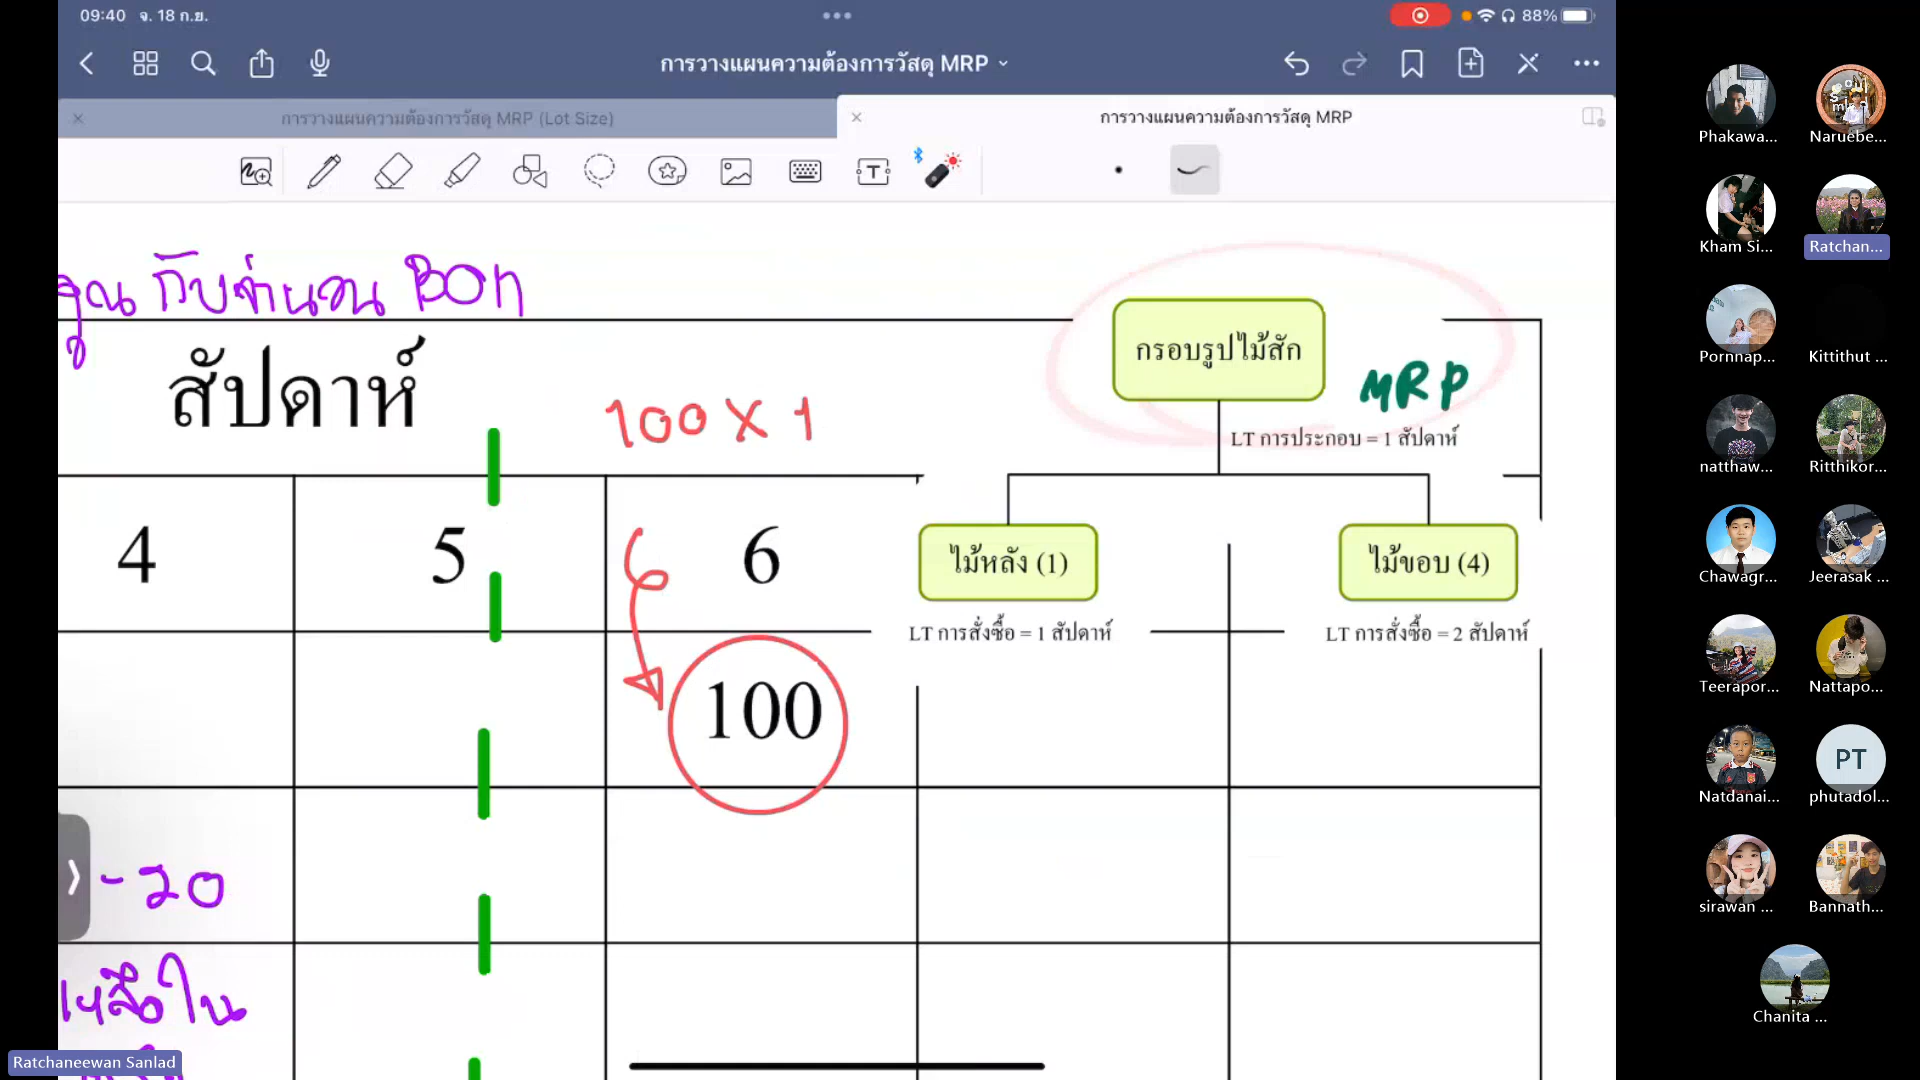 09:40 จ. 18 ก.ย.
88%
การวางแผนความต้องการวัสดุ MRP
การวางแผนความต้องการวัสดุ MRP (Lot Size)
การวางแผนความต้องการวัสดุ MRP
คูณ กับจำนวน BOM
สัปดาห์
100 X 1
กรอบรูปไม้สัก
MRP
LT การประกอบ = 1 สัปดาห์
4 5 6
ไม้หลัง (1)
ไม้ขอบ (4)
LT การสั่งซื้อ = 1 สัปดาห์
LT การสั่งซื้อ = 2 สัปดาห์
100
-20
เหลือใน
Ratchaneewan Sanlad
Phakawa...
Naruebe...
Kham Si...
Ratchan...
Pornnap...
Kittithut ...
natthaw...
Ritthikor...
Chawagr...
Jeerasak ...
Teerapor...
Nattapo...
Natdanai...
PT
phutadol...
sirawan ...
Bannath...
Chanita ...